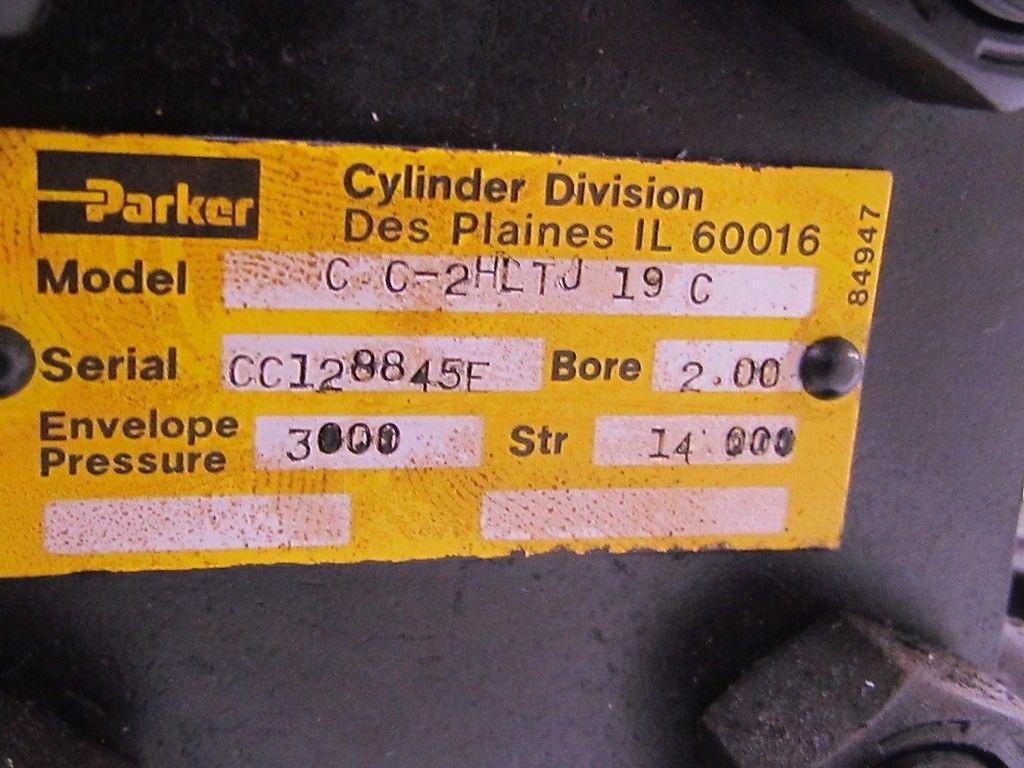 Parker
Cylinder Division
Des Plaines IL 60016
84947
Model C C-2HLTJ 19 C
Serial CC128845F Bore 2.00
Envelope Pressure 3000 Str 14 000